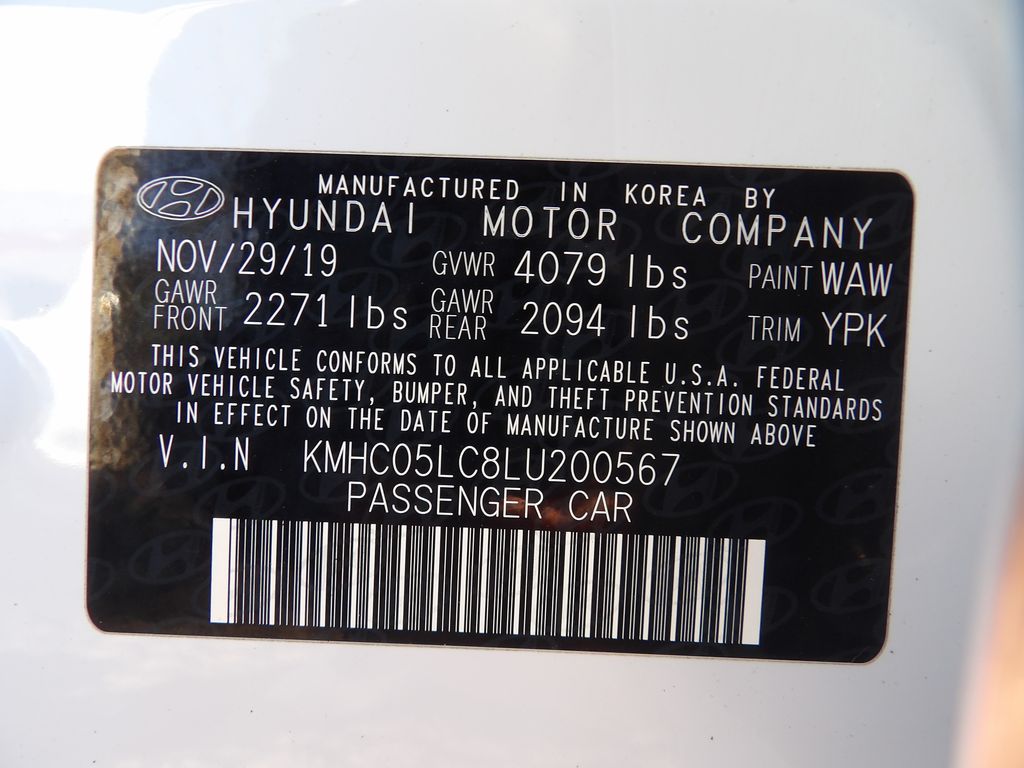 MANUFACTURED IN KOREA BY
HYUNDAI MOTOR COMPANY
NOV/29/19 GVWR 4079 lbs PAINT WAW
GAWR FRONT 2271 lbs GAWR REAR 2094 lbs TRIM YPK
THIS VEHICLE CONFORMS TO ALL APPLICABLE U.S.A. FEDERAL
MOTOR VEHICLE SAFETY, BUMPER, AND THEFT PREVENTION STANDARDS
IN EFFECT ON THE DATE OF MANUFACTURE SHOWN ABOVE
V.I.N KMHC05LC8LU200567
PASSENGER CAR